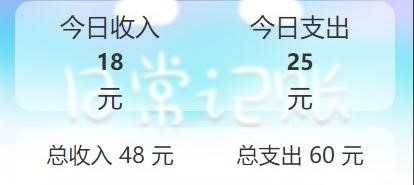 今日收入 今日支出
18 25
元 元
日常记账
总收入 48 元 总支出 60 元